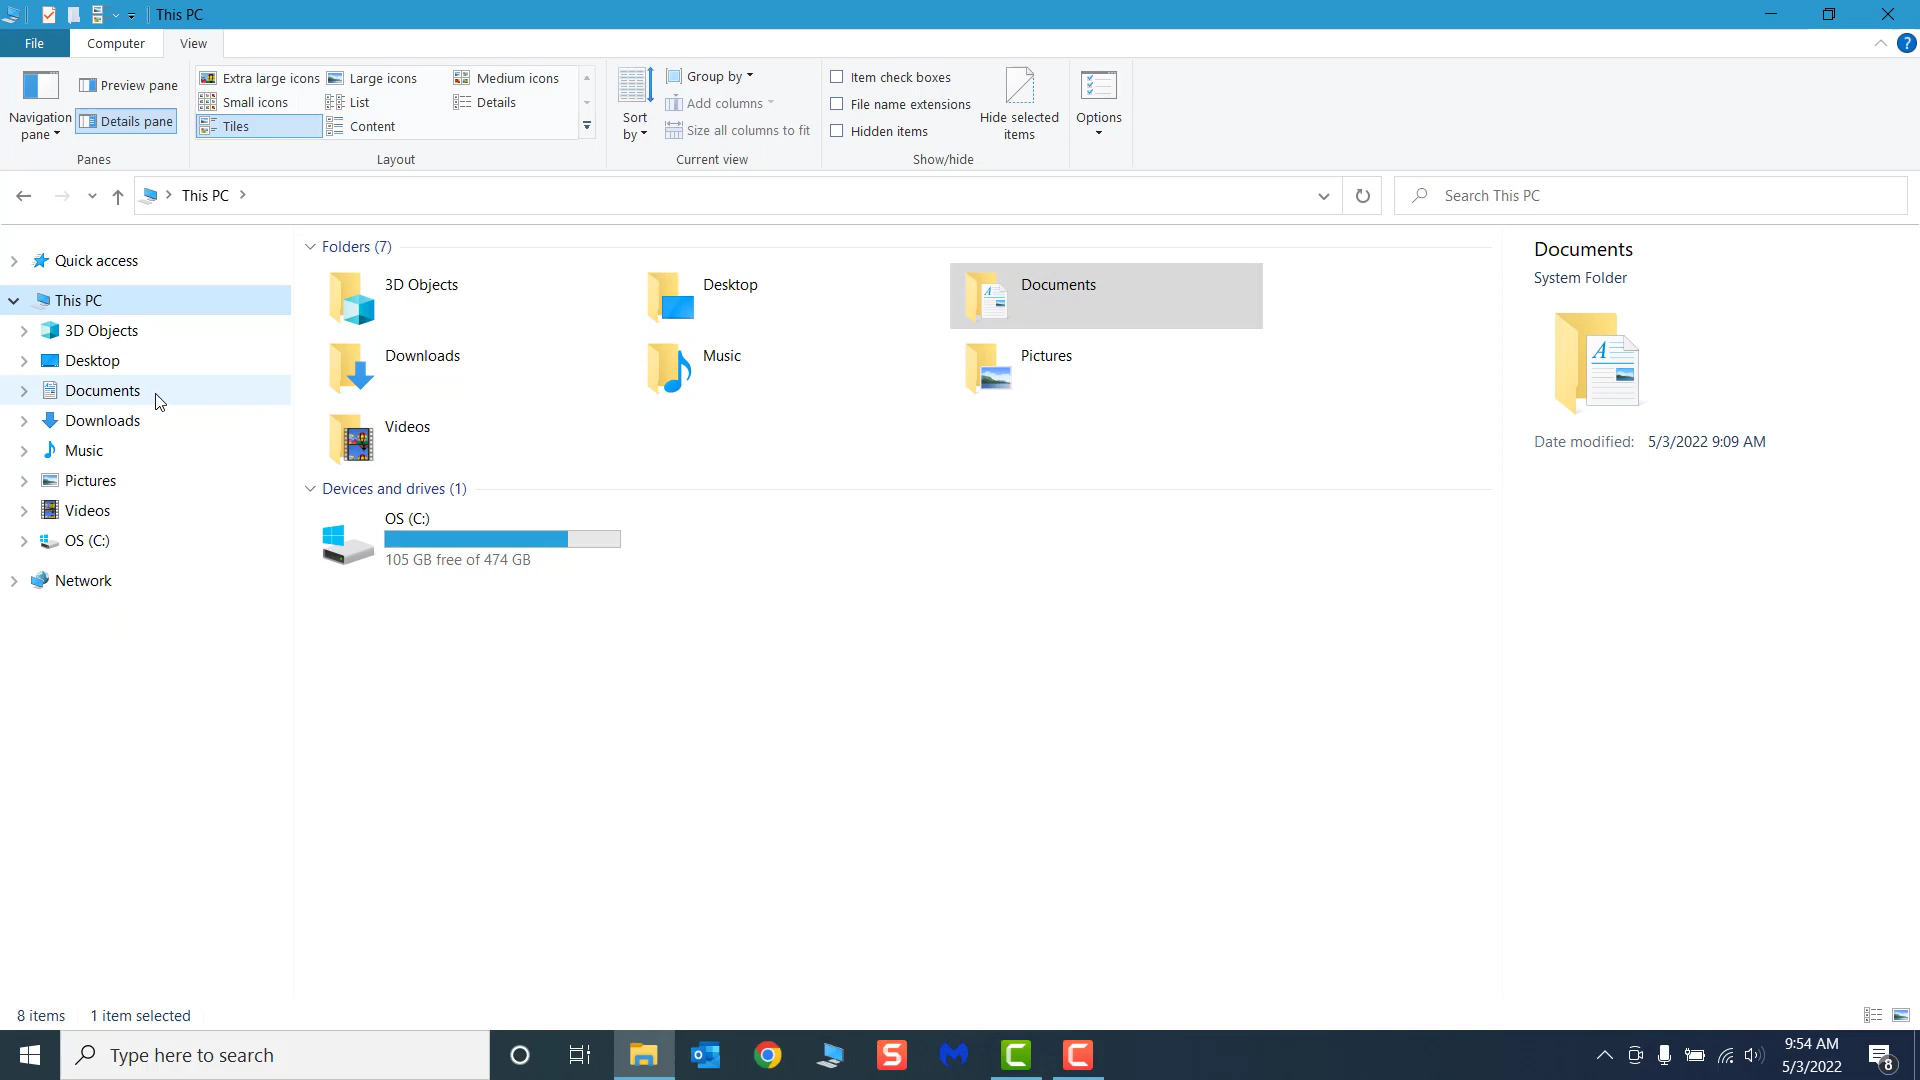 This PC
File
Computer
View
Navigation pane
Preview pane
Details pane
Panes
Extra large icons
Large icons
Medium icons
Small icons
List
Details
Tiles
Content
Layout
Sort by
Group by
Add columns
Size all columns to fit
Current view
Item check boxes
File name extensions
Hidden items
Hide selected items
Show/hide
Options
This PC
Search This PC
Quick access
This PC
3D Objects
Desktop
Documents
Downloads
Music
Pictures
Videos
OS (C:)
Network
Folders (7)
3D Objects
Desktop
Documents
Downloads
Music
Pictures
Videos
Devices and drives (1)
OS (C:)
105 GB free of 474 GB
Documents
System Folder
Date modified: 5/3/2022 9:09 AM
8 items 1 item selected
Type here to search
9:54 AM
5/3/2022
8